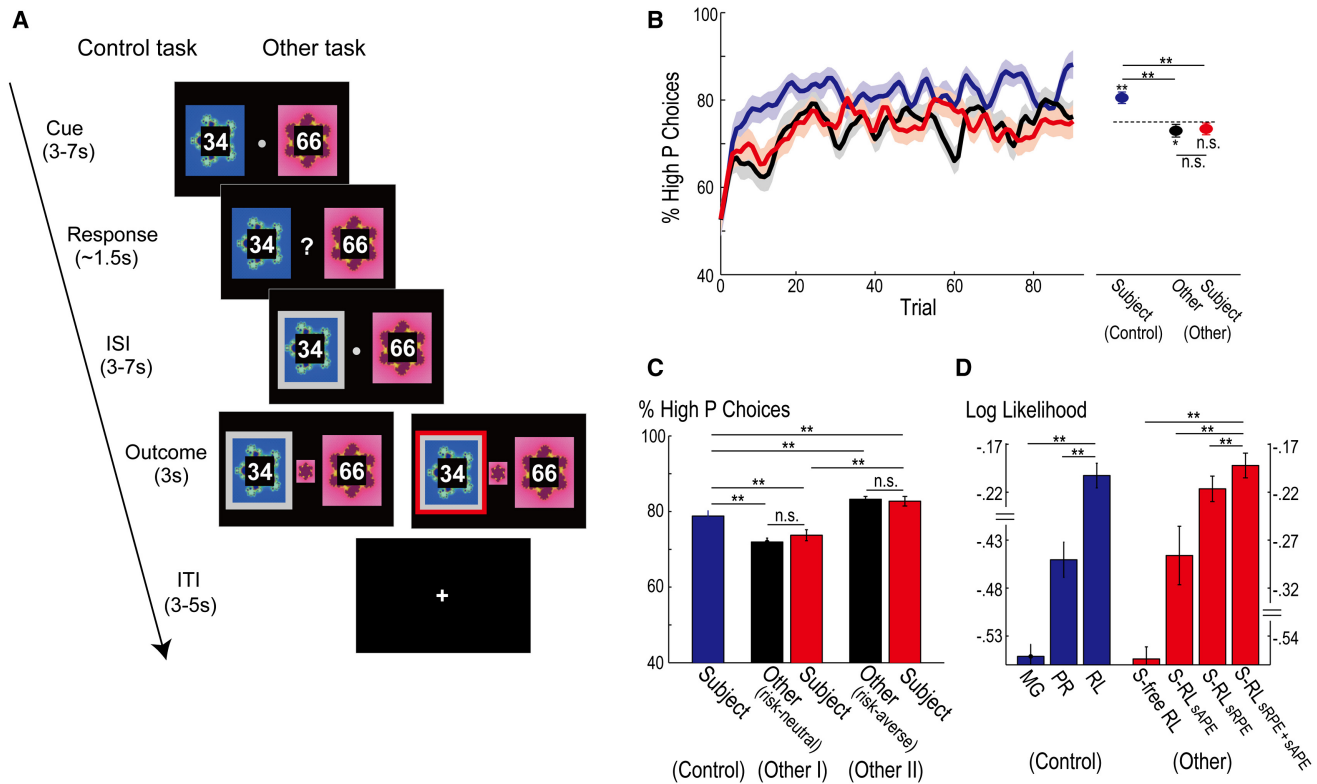 A
Control task
Other task
Cue
(3-7s)
34
66
Response
(~1.5s)
34
?
66
ISI
(3-7s)
34
66
Outcome
(3s)
34
66
34
66
ITI
(3-5s)
+
B
% High P Choices
100
80
60
40
0
20
40
60
80
Trial
**
**
**
*
n.s.
n.s.
Subject
(Control)
Other
Subject
(Other)
C
% High P Choices
100
80
60
40
**
**
**
**
**
n.s.
n.s.
Subject
Other
(risk-neutral)
Subject
Other
(risk-averse)
Subject
(Control)
(Other I)
(Other II)
D
Log Likelihood
-.17
-.22
-.43
-.48
-.53
**
**
**
**
**
-.17
-.22
-.27
-.32
-.54
MG
PR
RL
S-free RL
S-RL sAPE
S-RL sRPE
S-RL sRPE + sAPE
(Control)
(Other)